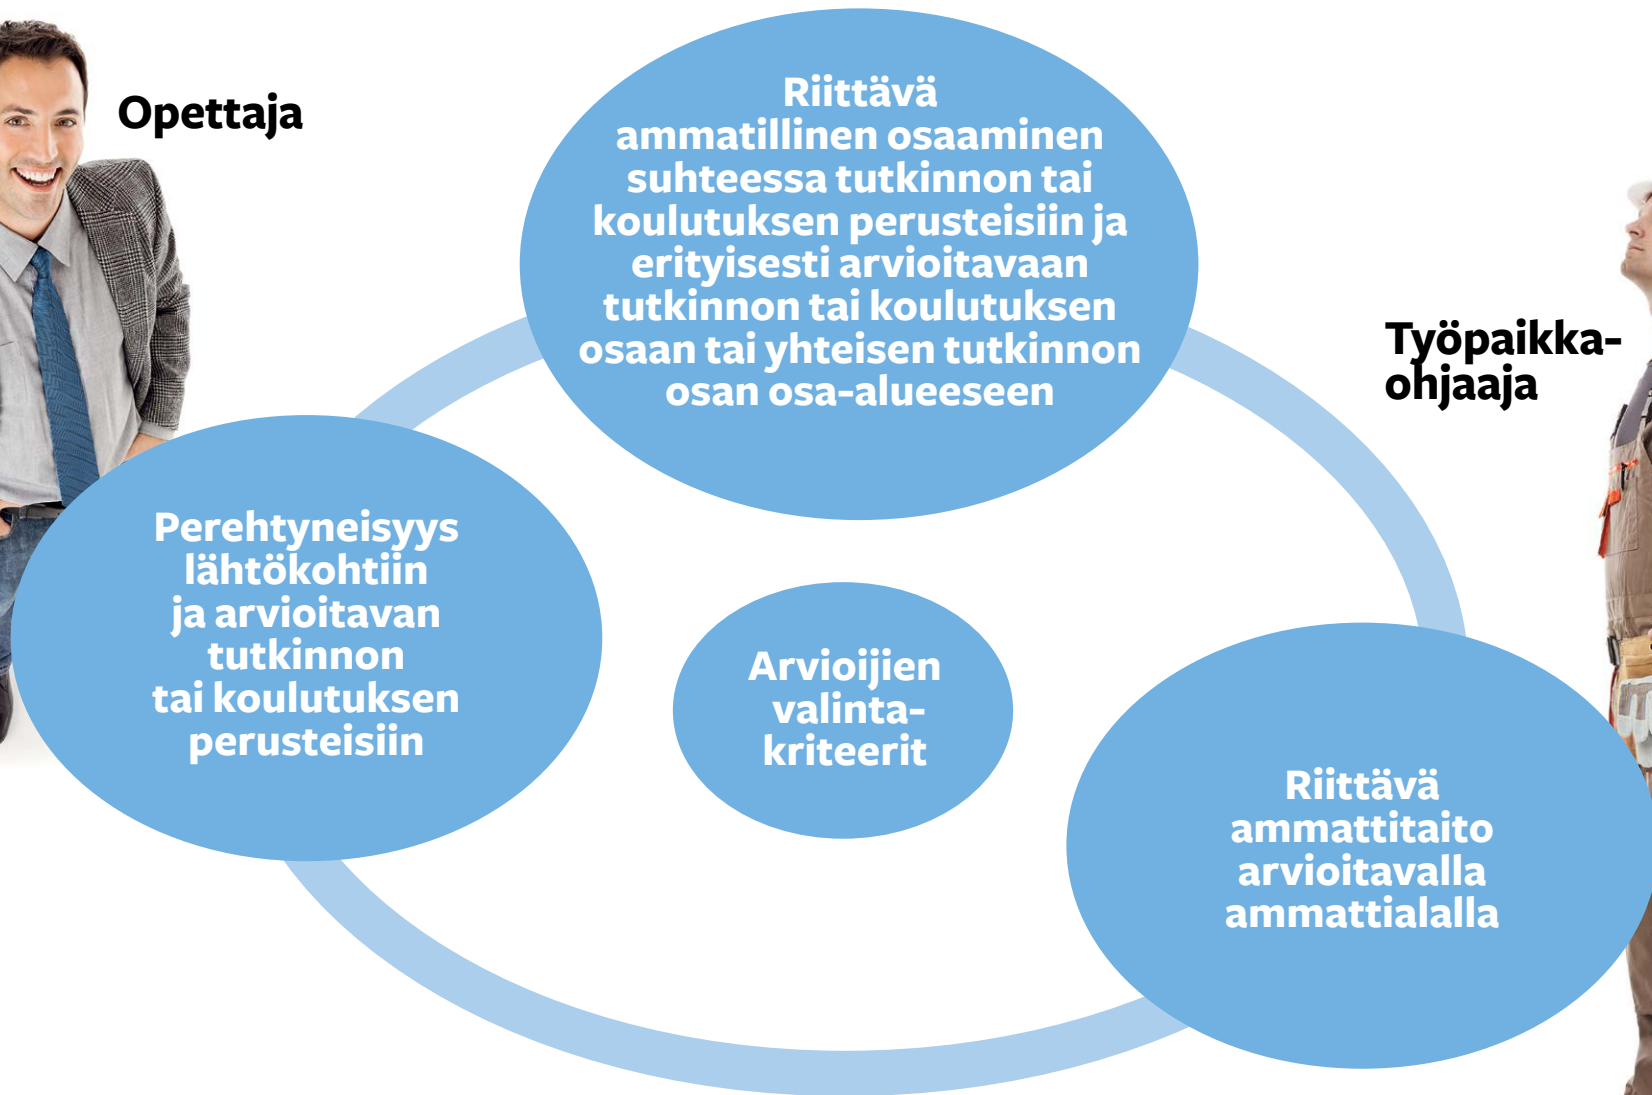 Opettaja
Riittävä
ammatillinen osaaminen
suhteessa tutkinnon tai
koulutuksen perusteisiin ja
erityisesti arvioitavaan
tutkinnon tai koulutuksen
osaan tai yhteisen tutkinnon
osan osa-alueeseen
Työpaikka-
ohjaaja
Perehtyneisyys
lähtökohtiin
ja arvioitavan
tutkinnon
tai koulutuksen
perusteisiin
Arvioijien
valinta-
kriteerit
Riittävä
ammattitaito
arvioitavalla
ammattialalla